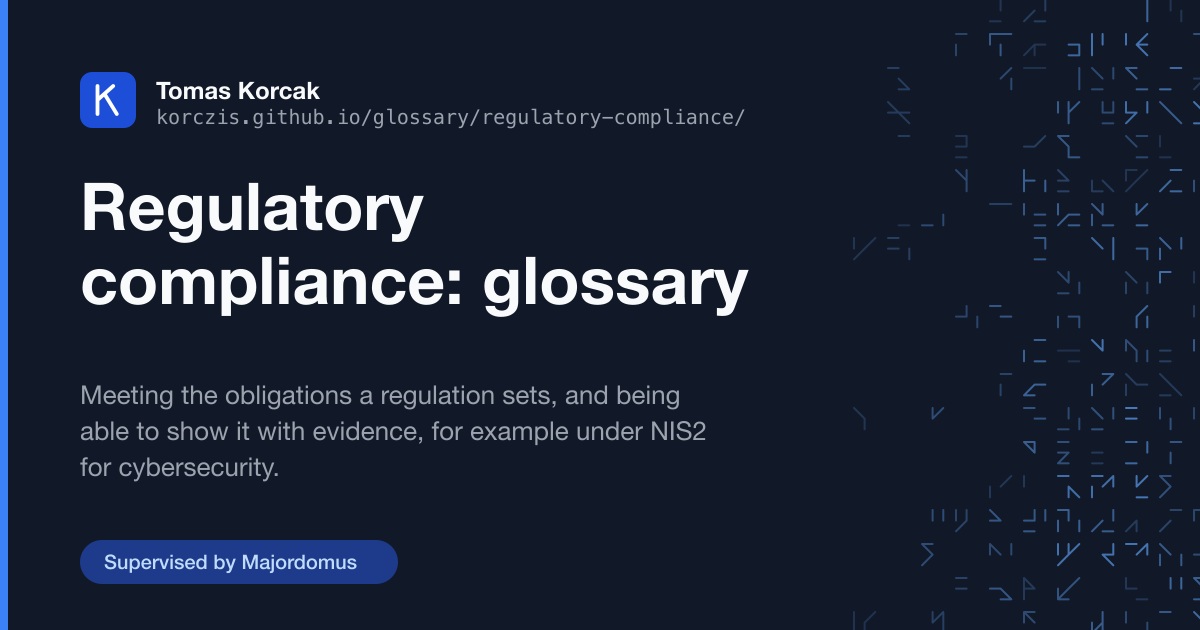 K
Tomas Korcak
korczis.github.io/glossary/regulatory-compliance/
Regulatory
compliance: glossary
Meeting the obligations a regulation sets, and being
able to show it with evidence, for example under NIS2
for cybersecurity.
Supervised by Majordomus